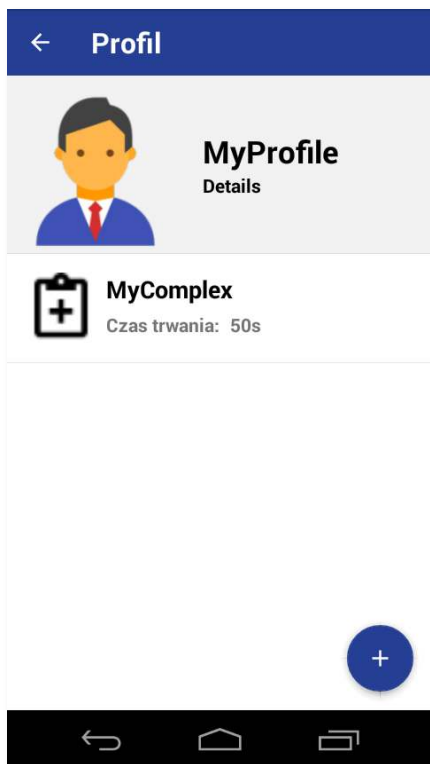 Profil
MyProfile
Details
MyComplex
Czas trwania: 50s